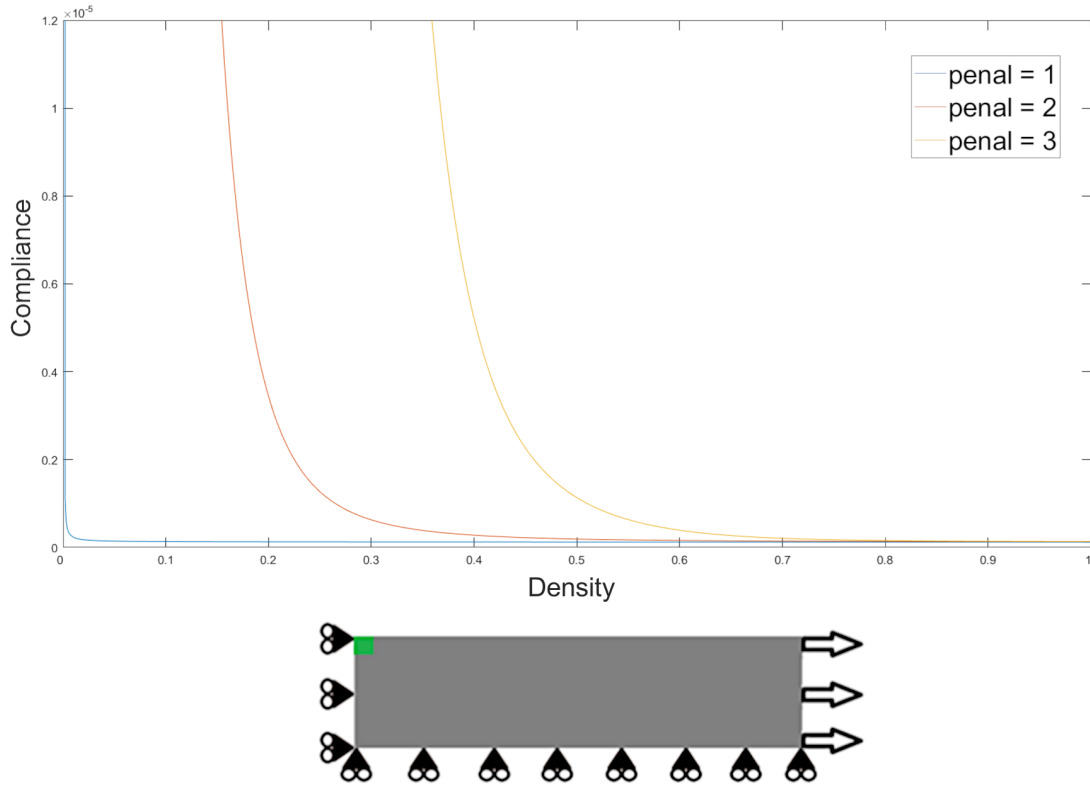 ×10⁻⁵
1.2
1
0.8
0.6
0.4
0.2
0
Compliance
penal = 1
penal = 2
penal = 3
0 0.1 0.2 0.3 0.4 0.5 0.6 0.7 0.8 0.9 1
Density